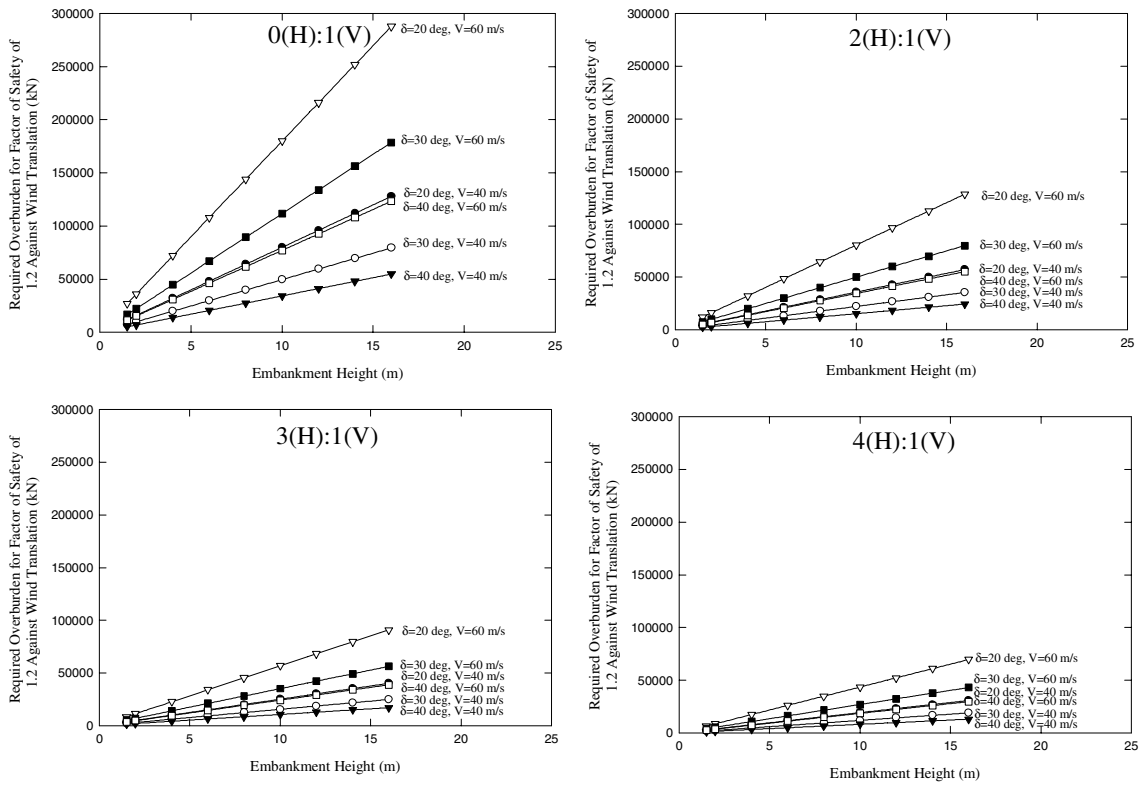 0(H):1(V)
Required Overburden for Factor of Safety of
1.2 Against Wind Translation (kN)
300000
250000
200000
150000
100000
50000
0
δ=20 deg, V=60 m/s
δ=30 deg, V=60 m/s
δ=20 deg, V=40 m/s
δ=40 deg, V=60 m/s
δ=30 deg, V=40 m/s
δ=40 deg, V=40 m/s
0 5 10 15 20 25
Embankment Height (m)
2(H):1(V)
Required Overburden for Factor of Safety of
1.2 Against Wind Translation (kN)
300000
250000
200000
150000
100000
50000
0
δ=20 deg, V=60 m/s
δ=30 deg, V=60 m/s
δ=20 deg, V=40 m/s
δ=40 deg, V=60 m/s
δ=30 deg, V=40 m/s
δ=40 deg, V=40 m/s
0 5 10 15 20 25
Embankment Height (m)
3(H):1(V)
Required Overburden for Factor of Safety of
1.2 Against Wind Translation (kN)
300000
250000
200000
150000
100000
50000
0
δ=20 deg, V=60 m/s
δ=30 deg, V=60 m/s
δ=20 deg, V=40 m/s
δ=40 deg, V=60 m/s
δ=30 deg, V=40 m/s
δ=40 deg, V=40 m/s
0 5 10 15 20 25
Embankment Height (m)
4(H):1(V)
Required Overburden for Factor of Safety of
1.2 Against Wind Translation (kN)
300000
250000
200000
150000
100000
50000
0
δ=20 deg, V=60 m/s
δ=30 deg, V=60 m/s
δ=20 deg, V=40 m/s
δ=40 deg, V=60 m/s
δ=30 deg, V=40 m/s
δ=40 deg, V=40 m/s
0 5 10 15 20 25
Embankment Height (m)